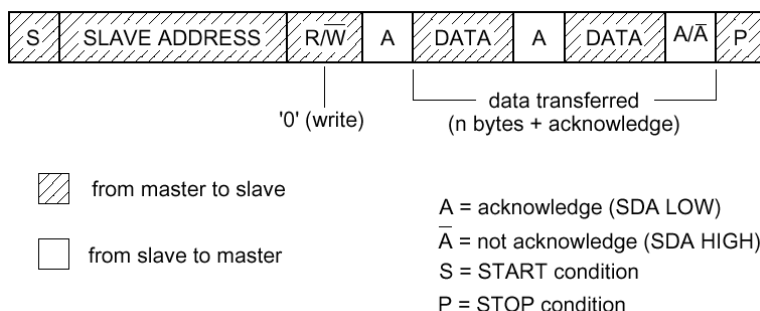 S SLAVE ADDRESS R/W̅ A DATA A DATA A/A̅ P
'0' (write)
data transferred
(n bytes + acknowledge)
from master to slave
from slave to master
A = acknowledge (SDA LOW)
A̅ = not acknowledge (SDA HIGH)
S = START condition
P = STOP condition